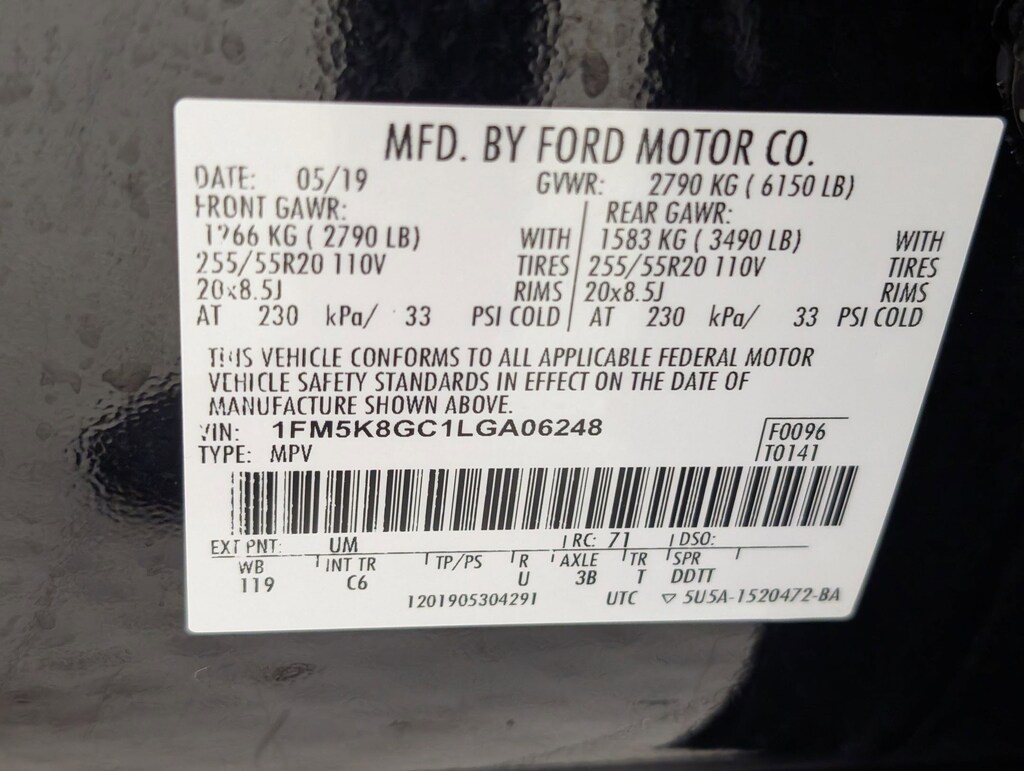 MFD. BY FORD MOTOR CO.
DATE: 05/19 GVWR: 2790 KG ( 6150 LB)
FRONT GAWR: REAR GAWR:
1266 KG ( 2790 LB) WITH 1583 KG ( 3490 LB) WITH
255/55R20 110V TIRES 255/55R20 110V TIRES
20x8.5J RIMS 20x8.5J RIMS
AT 230 kPa/ 33 PSI COLD AT 230 kPa/ 33 PSI COLD
THIS VEHICLE CONFORMS TO ALL APPLICABLE FEDERAL MOTOR
VEHICLE SAFETY STANDARDS IN EFFECT ON THE DATE OF
MANUFACTURE SHOWN ABOVE.
VIN: 1FM5K8GC1LGA06248 F0096
TYPE: MPV T0141
EXT PNT: UM RC: 71 DSO:
WB INT TR TP/PS R AXLE TR SPR
119 C6 U 3B T DDTT
1201905304291 UTC ▽ 5U5A-1520472-BA